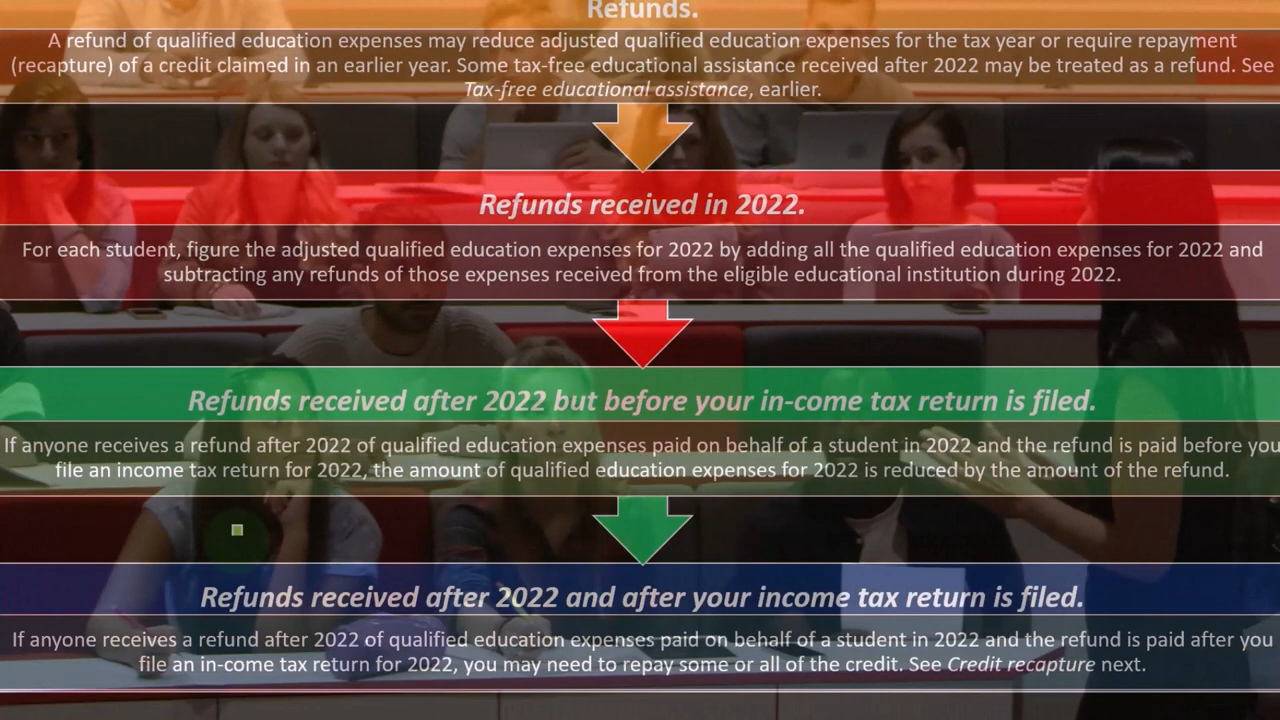 Refunds.
A refund of qualified education expenses may reduce adjusted qualified education expenses for the tax year or require repayment
(recapture) of a credit claimed in an earlier year. Some tax-free educational assistance received after 2022 may be treated as a refund. See
Tax-free educational assistance, earlier.
Refunds received in 2022.
For each student, figure the adjusted qualified education expenses for 2022 by adding all the qualified education expenses for 2022 and
subtracting any refunds of those expenses received from the eligible educational institution during 2022.
Refunds received after 2022 but before your in-come tax return is filed.
If anyone receives a refund after 2022 of qualified education expenses paid on behalf of a student in 2022 and the refund is paid before you
file an income tax return for 2022, the amount of qualified education expenses for 2022 is reduced by the amount of the refund.
Refunds received after 2022 and after your income tax return is filed.
If anyone receives a refund after 2022 of qualified education expenses paid on behalf of a student in 2022 and the refund is paid after you
file an in-come tax return for 2022, you may need to repay some or all of the credit. See Credit recapture next.